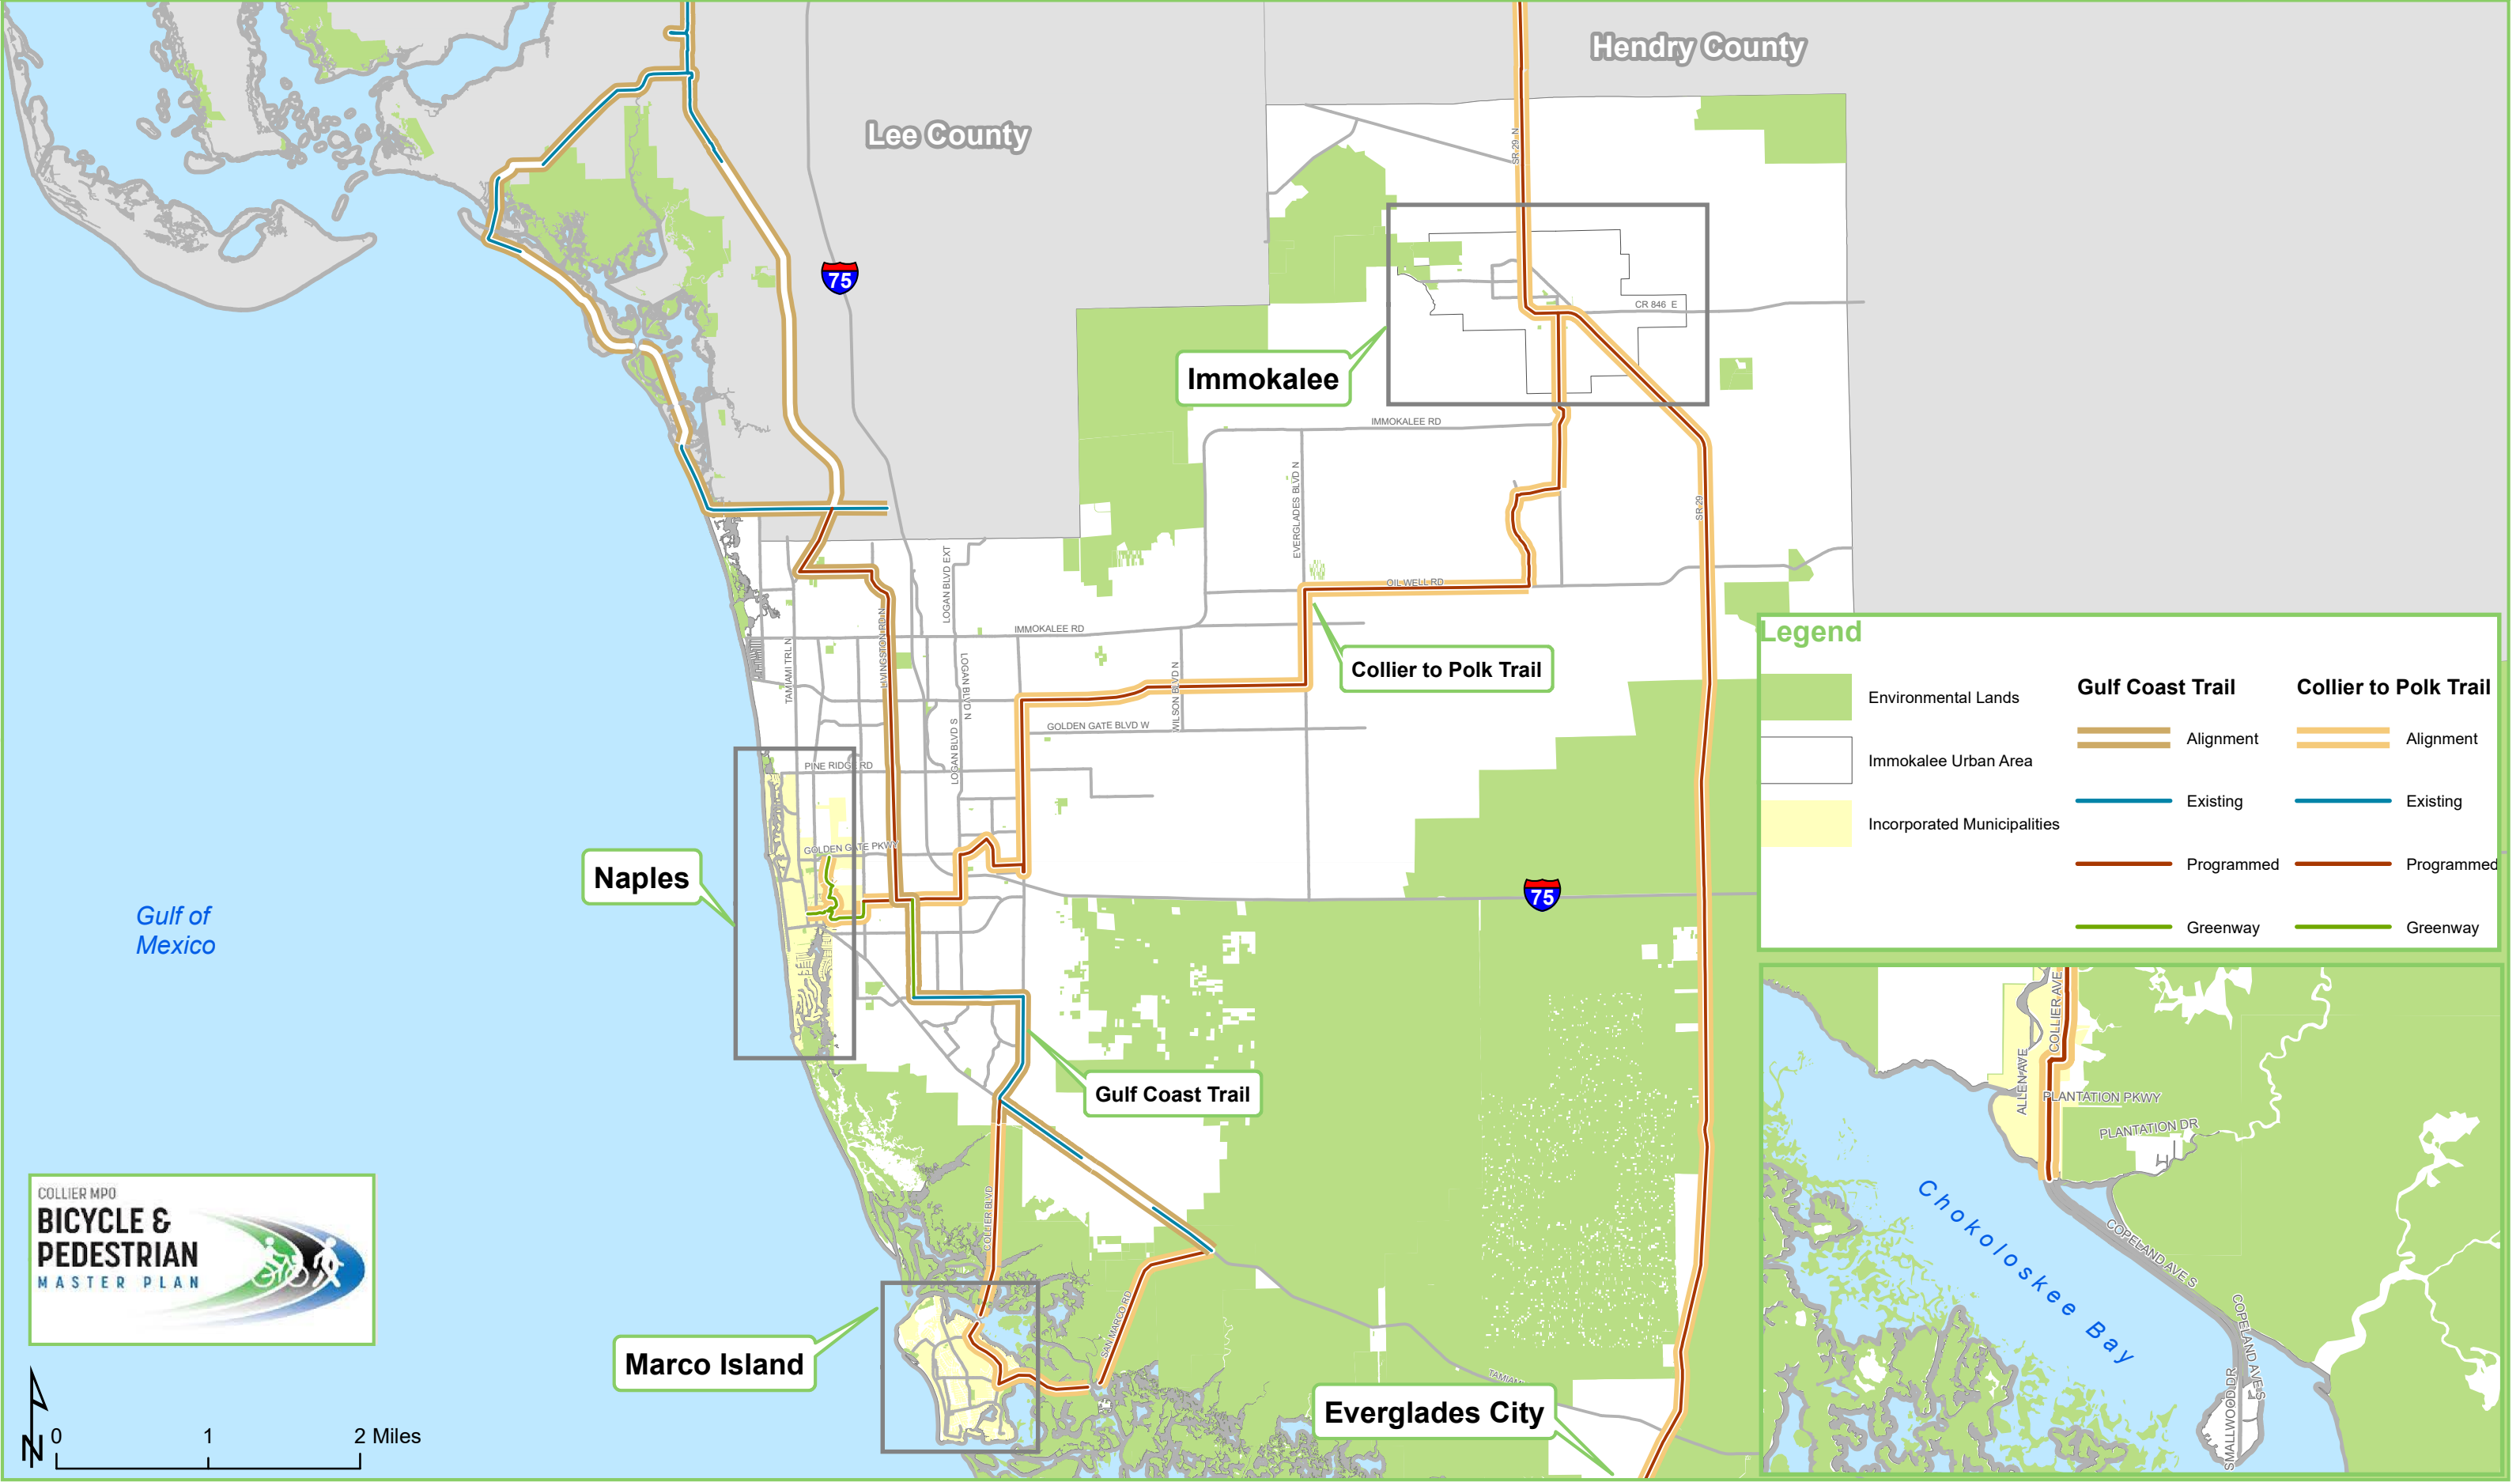 Hendry County
Lee County
SR 29 N
75
CR 846 E
Immokalee
IMMOKALEE RD
EVERGLADES BLVD N
SR 29
LOGAN BLVD EXT
OIL WELL RD
LIVINGSTON RD N
IMMOKALEE RD
TAMIAMI TRL N
LOGAN BLVD N
WILSON BLVD N
Collier to Polk Trail
LOGAN BLVD S
GOLDEN GATE BLVD W
PINE RIDGE RD
GOLDEN GATE PKWY
Naples
75
Gulf of
Mexico
Gulf Coast Trail
COLLIER BLVD
SAN MARCO RD
Marco Island
Everglades City
Legend
Environmental Lands
Immokalee Urban Area
Incorporated Municipalities
Gulf Coast Trail
Alignment
Existing
Programmed
Greenway
Collier to Polk Trail
Alignment
Existing
Programmed
Greenway
COLLIER AVE
ALLEN AVE
PLANTATION PKWY
PLANTATION DR
Chokoloskee Bay
COPELAND AVE S
COPELAND AVE S
SMALLWOOD DR
COLLIER MPO
BICYCLE &
PEDESTRIAN
MASTER PLAN
N
0 1 2 Miles